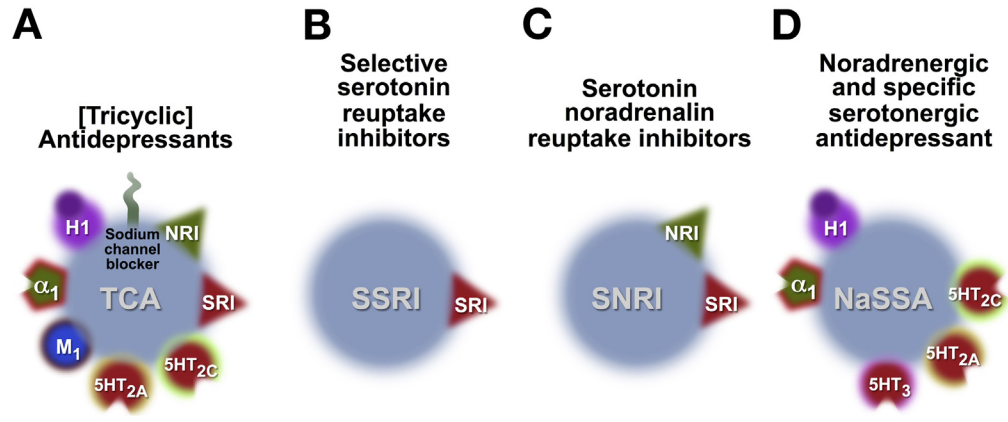 A
[Tricyclic]
Antidepressants
H1
Sodium
channel
blocker
NRI
α1
TCA
SRI
M1
5HT2A
5HT2C
B
Selective
serotonin
reuptake
inhibitors
SSRI
SRI
C
Serotonin
noradrenalin
reuptake inhibitors
NRI
SNRI
SRI
D
Noradrenergic
and specific
serotonergic
antidepressant
H1
α1
NaSSA
5HT2C
5HT2A
5HT3